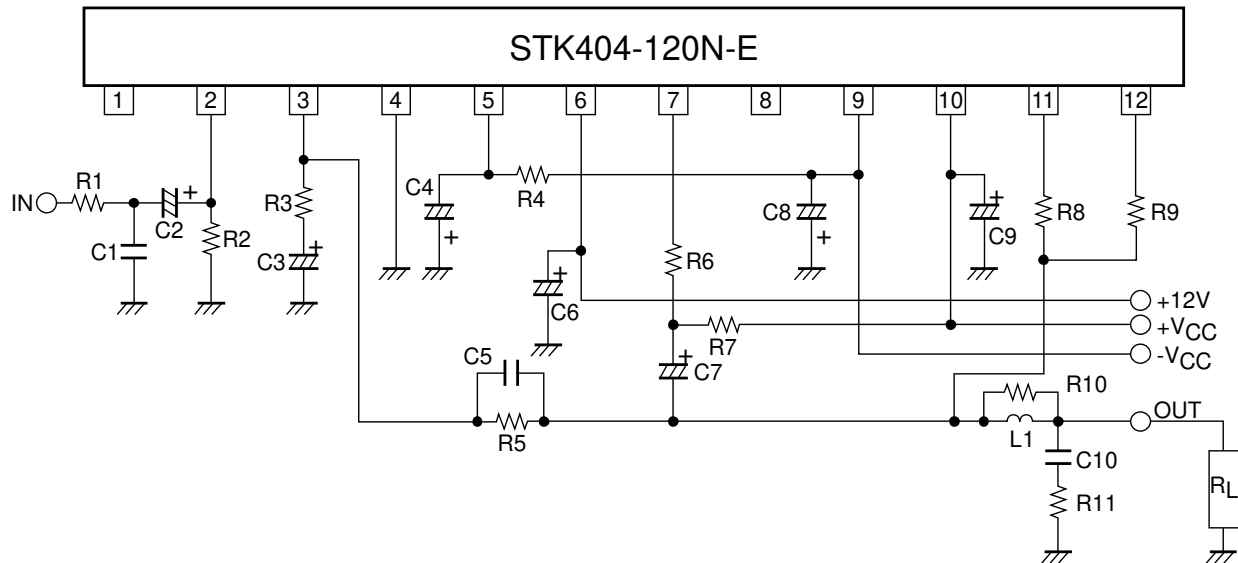 STK404-120N-E
1 2 3 4 5 6 7 8 9 10 11 12
IN R1 C1 C2 + R2
R3 C3 +
C4 + R4
C6 +
R6
R7
C7 +
C8 +
C9 +
R8 R9
+12V
+VCC
-VCC
C5
R5
R10
L1
OUT
C10
R11
RL